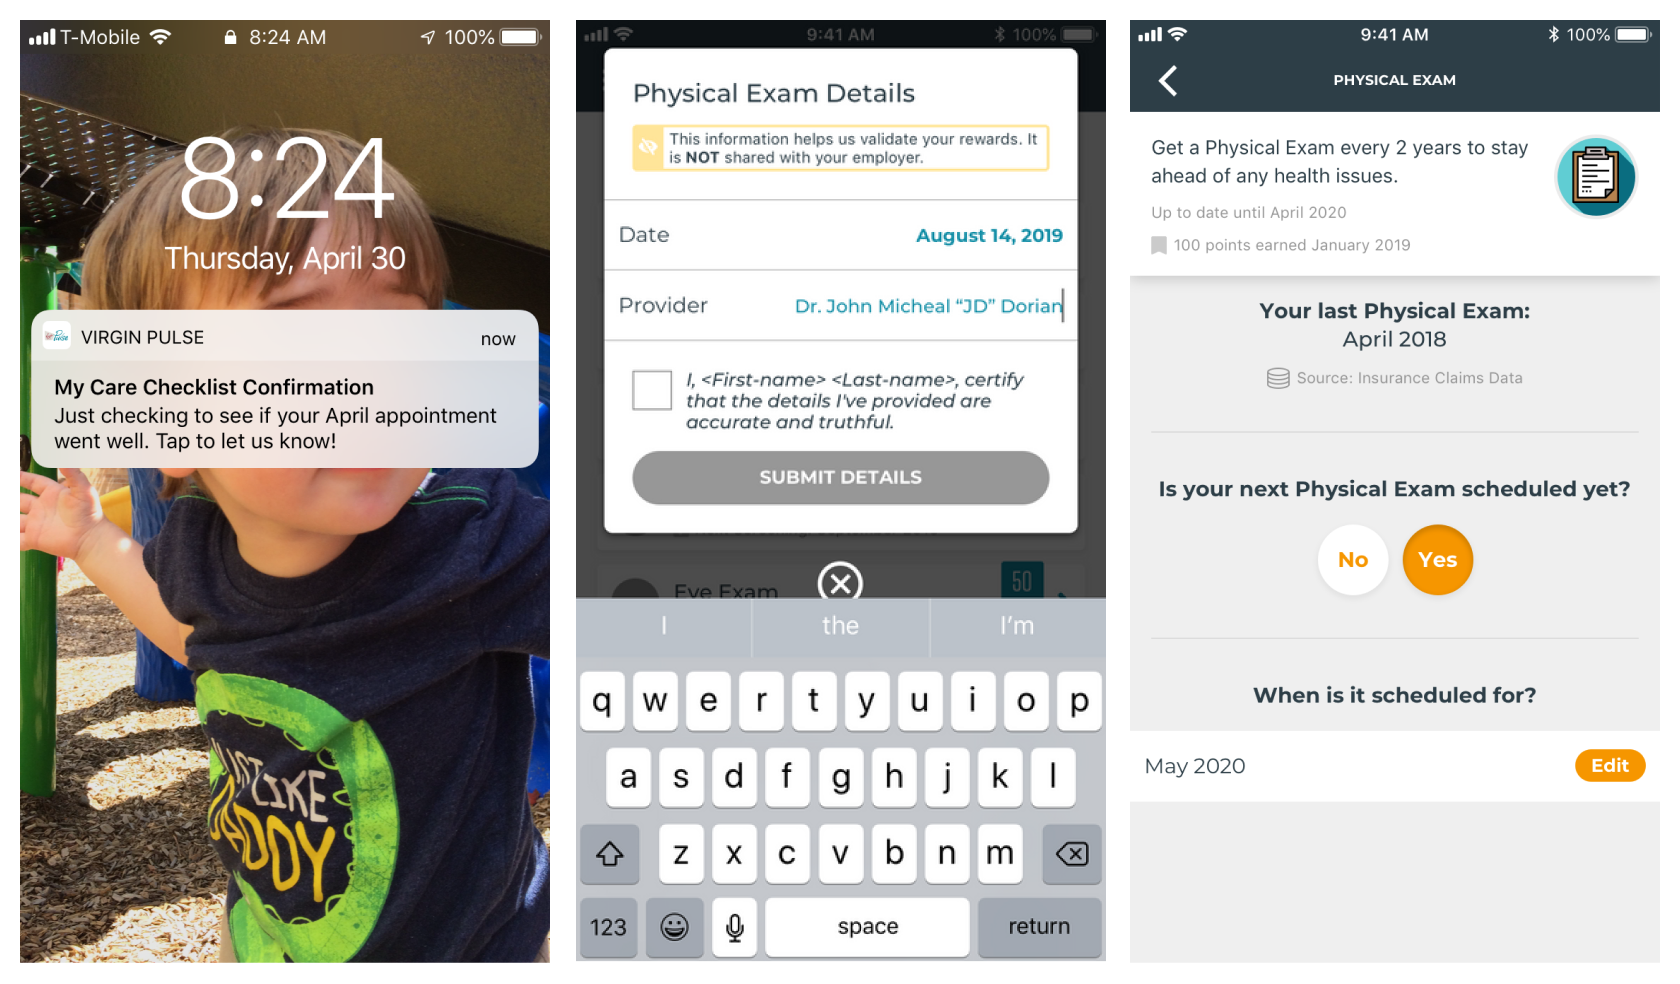 T-Mobile 8:24 AM 100%
8:24
Thursday, April 30
VIRGIN PULSE now
My Care Checklist Confirmation
Just checking to see if your April appointment
went well. Tap to let us know!
JUST
LIKE
DADDY
9:41 AM 100%
Physical Exam Details
This information helps us validate your rewards. It
is NOT shared with your employer.
Date August 14, 2019
Provider Dr. John Micheal “JD” Dorian
I, <First-name> <Last-name>, certify
that the details I've provided are
accurate and truthful.
SUBMIT DETAILS
Eye Exam 50
I the I’m
q w e r t y u i o p
a s d f g h j k l
z x c v b n m
123 space return
9:41 AM 100%
PHYSICAL EXAM
Get a Physical Exam every 2 years to stay
ahead of any health issues.
Up to date until April 2020
100 points earned January 2019
Your last Physical Exam:
April 2018
Source: Insurance Claims Data
Is your next Physical Exam scheduled yet?
No Yes
When is it scheduled for?
May 2020 Edit